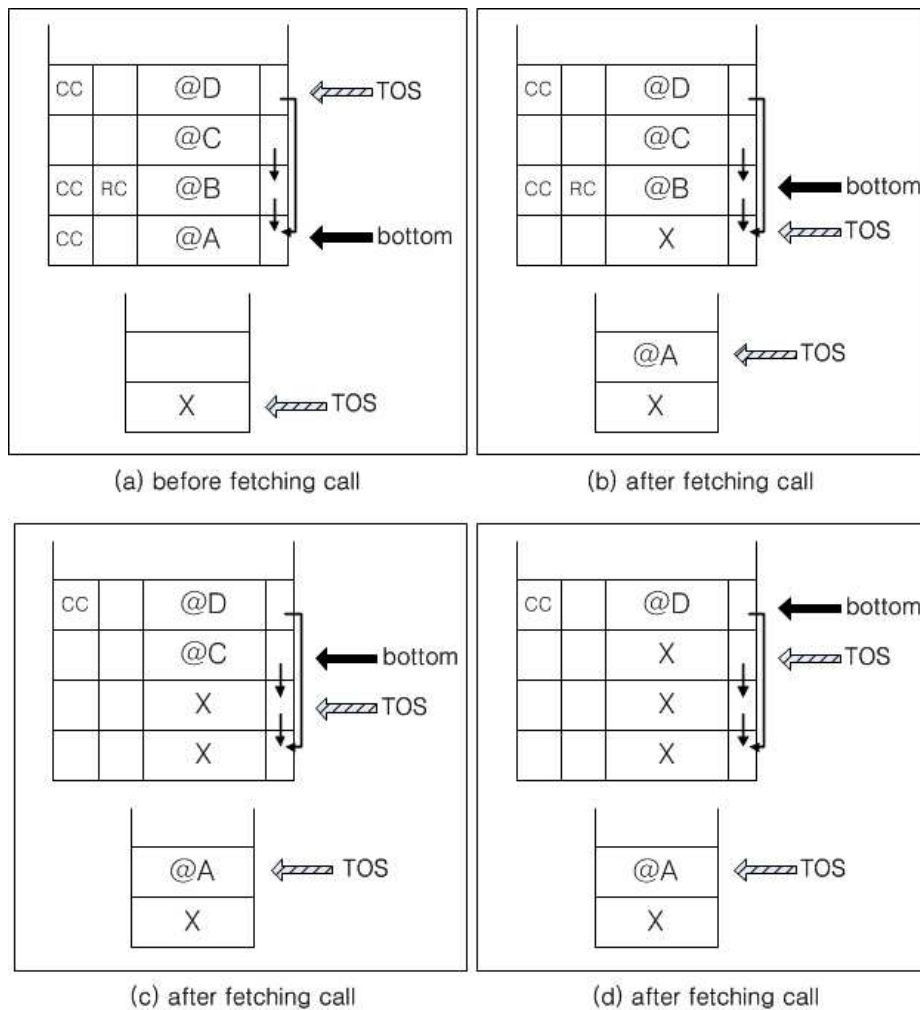 CC @D TOS
@C
CC RC @B
CC @A bottom
X TOS
(a) before fetching call
CC @D
@C
CC RC @B bottom
X TOS
@A TOS
X
(b) after fetching call
CC @D
@C bottom
X TOS
X
@A TOS
X
(c) after fetching call
CC @D bottom
X TOS
X
X
@A TOS
X
(d) after fetching call